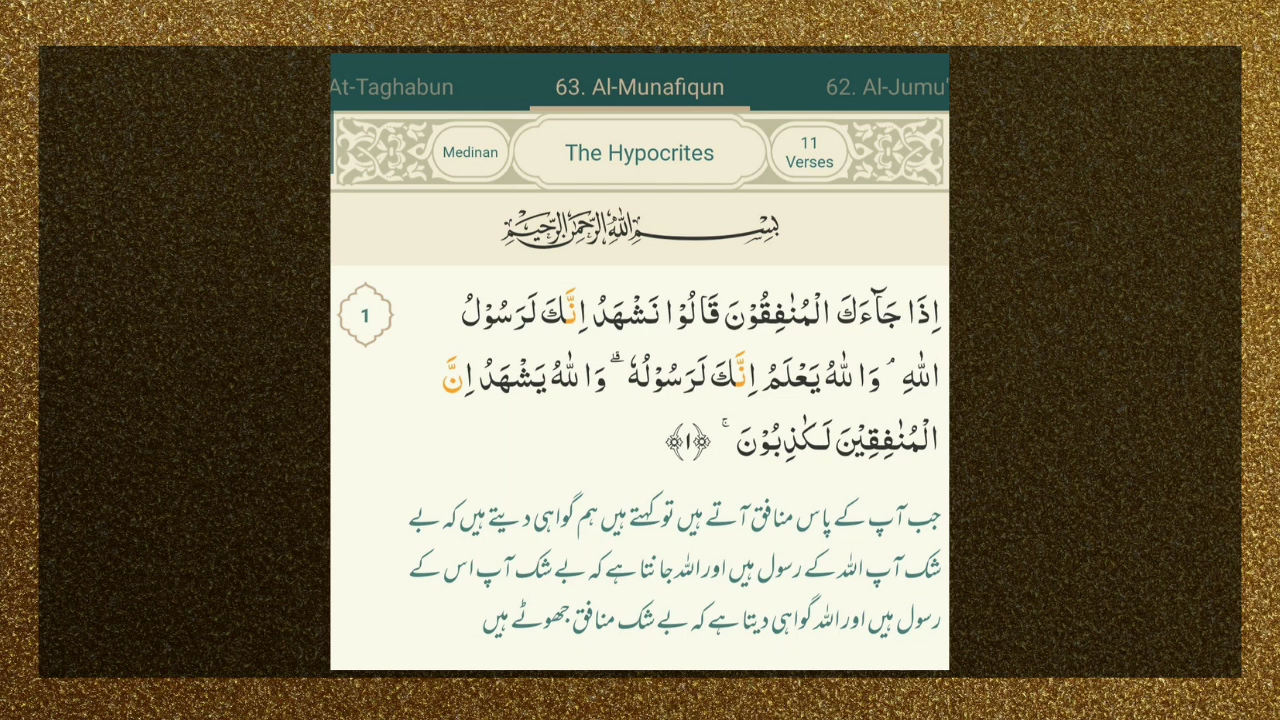 At-Taghabun 63. Al-Munafiqun 62. Al-Jumu'
Medinan The Hypocrites 11 Verses
بِسْمِ اللّٰهِ الرَّحْمٰنِ الرَّحِيْمِ
1
اِذَا جَآءَكَ الْمُنٰفِقُوْنَ قَالُوْا نَشْهَدُ اِنَّكَ لَرَسُوْلُ
اللّٰهِ ۘ وَاللّٰهُ يَعْلَمُ اِنَّكَ لَرَسُوْلُهٗ ؕ وَاللّٰهُ يَشْهَدُ اِنَّ
الْمُنٰفِقِيْنَ لَـكٰذِبُوْنَ ۚ ﴿۱﴾
جب آپ کے پاس منافق آتے ہیں تو کہتے ہیں ہم گواہی دیتے ہیں کہ بے
شک آپ اللہ کے رسول ہیں اور اللہ جانتا ہے کہ بے شک آپ اس کے
رسول ہیں اور اللہ گواہی دیتا ہے کہ بے شک منافق جھوٹے ہیں